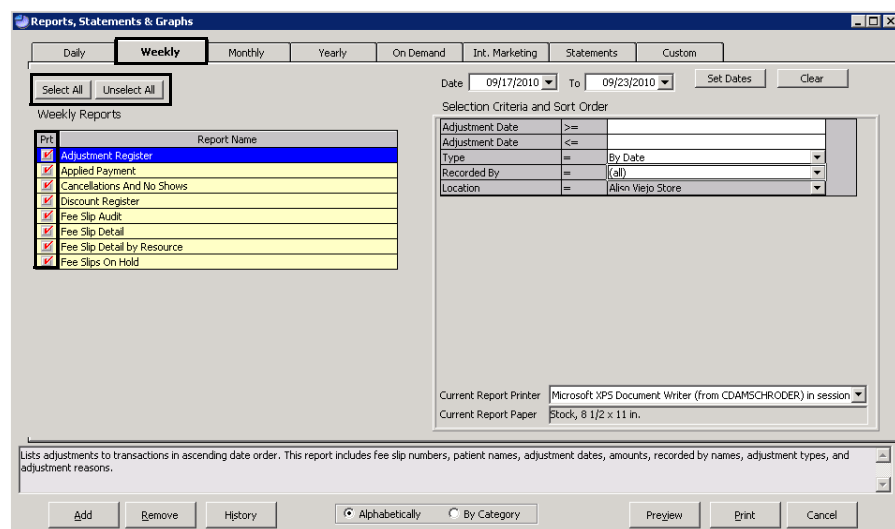 Reports, Statements & Graphs
Daily Weekly Monthly Yearly On Demand Int. Marketing Statements Custom
Select All Unselect All
Date 09/17/2010 To 09/23/2010 Set Dates Clear
Weekly Reports
Selection Criteria and Sort Order
Prt Report Name
Adjustment Register
Applied Payment
Cancellations And No Shows
Discount Register
Fee Slip Audit
Fee Slip Detail
Fee Slip Detail by Resource
Fee Slips On Hold
Adjustment Date >=
Adjustment Date <=
Type = By Date
Recorded By = (all)
Location = Aliso Viejo Store
Current Report Printer Microsoft XPS Document Writer (from CDAMSCHRODER) in session
Current Report Paper Stock, 8 1/2 x 11 in.
Lists adjustments to transactions in ascending date order. This report includes fee slip numbers, patient names, adjustment dates, amounts, recorded by names, adjustment types, and
adjustment reasons.
Add Remove History Alphabetically By Category Preview Print Cancel